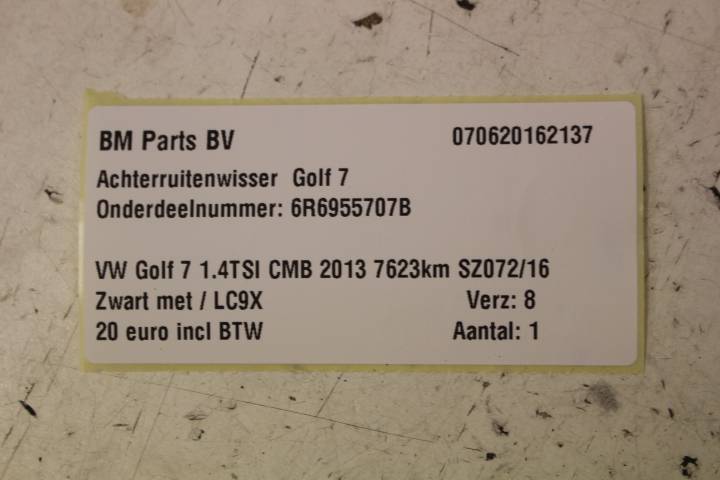 BM Parts BV 070620162137
Achterruitenwisser Golf 7
Onderdeelnummer: 6R6955707B
VW Golf 7 1.4TSI CMB 2013 7623km SZ072/16
Zwart met / LC9X Verz: 8
20 euro incl BTW Aantal: 1